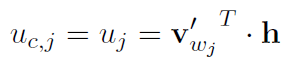 $u_{c,j} = u_j = {\mathbf{v}'_{w_j}}^T \cdot \mathbf{h}$